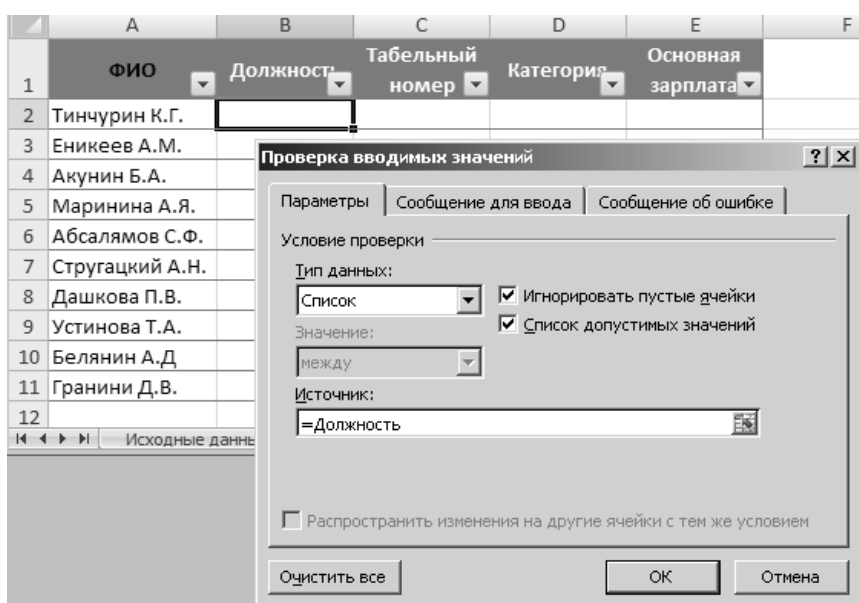 A B C D E F
1 ФИО Должность Табельный номер Категория Основная зарплата
2 Тинчурин К.Г.
3 Еникеев А.М.
4 Акунин Б.А.
5 Маринина А.Я.
6 Абсалямов С.Ф.
7 Стругацкий А.Н.
8 Дашкова П.В.
9 Устинова Т.А.
10 Белянин А.Д
11 Гранини Д.В.
12
Исходные данны
Проверка вводимых значений
Параметры Сообщение для ввода Сообщение об ошибке
Условие проверки
Тип данных:
Список Игнорировать пустые ячейки
Значение: Список допустимых значений
между
Источник:
=Должность
Распространить изменения на другие ячейки с тем же условием
Очистить все ОК Отмена